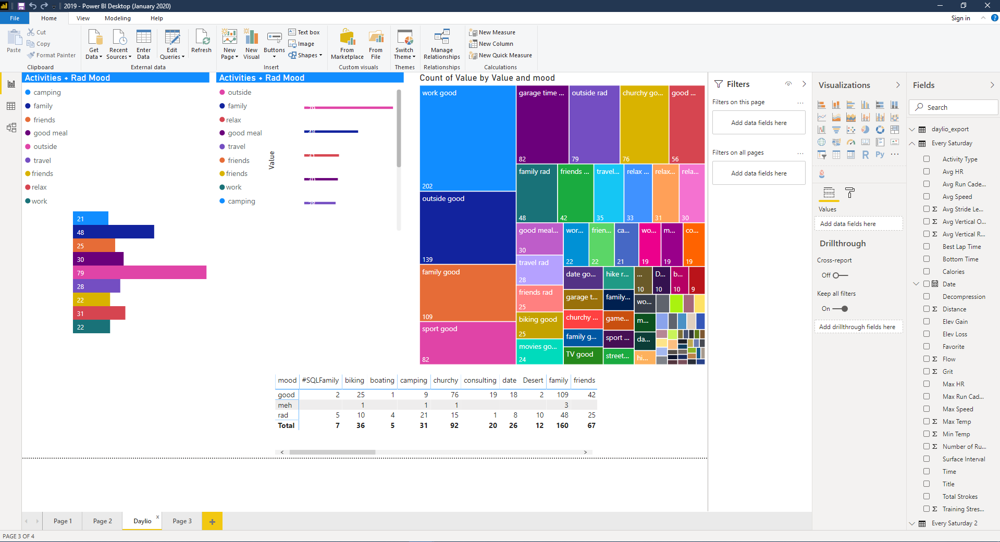 2019 - Power BI Desktop (January 2020)
File Home View Modeling Help Sign in
Paste
Cut
Copy
Format Painter
Clipboard
Get Data
Recent Sources
Enter Data
Edit Queries
Refresh
External data
New Page
New Visual
Buttons
Text box
Image
Shapes
Insert
From Marketplace
From File
Custom visuals
Switch Theme
Themes
Manage Relationships
Relationships
New Measure
New Column
New Quick Measure
Calculations
Activities + Rad Mood
camping
family
friends
good meal
outside
travel
friends
relax
work
21
48
25
30
79
28
22
31
22
Activities + Rad Mood
outside
family
relax
good meal
travel
friends
friends
work
camping
Value
Count of Value by Value and mood
work good
202
outside good
139
family good
109
sport good
82
garage time ...
82
outside rad
79
churchy go...
76
good ...
56
family rad
48
friends ...
42
travel...
35
relax ...
33
relax...
31
rela...
30
good meal...
30
travel rad
28
friends rad
25
biking good
25
movies go...
24
wor...
22
frien...
22
ca...
21
wo...
19
m...
19
co...
19
date go...
garage t...
churchy ...
family g...
TV good
hike r...
family...
game...
sport ...
street...
...
10
D...
10
b...
10
9
wo...
m...
da...
hi...
mood #SQLFamily biking boating camping churchy consulting date Desert family friends
good 2 25 1 9 76 19 18 2 109 42
meh 1 1 1 3
rad 5 10 4 21 15 1 8 10 48 25
Total 7 36 5 31 92 20 26 12 160 67
Filters
Filters on this page ...
Add data fields here
Filters on all pages ...
Add data fields here
Visualizations
R Py ...
Values
Add data fields here
Drillthrough
Cross-report
Off
Keep all filters
On
Add drillthrough fields here
Fields
Search
daylio_export
Every Saturday
Activity Type
Avg HR
Avg Run Cade...
Avg Speed
Σ Avg Stride Le...
Σ Avg Vertical O...
Σ Avg Vertical R...
Best Lap Time
Bottom Time
Calories
Date
Decompression
Σ Distance
Elev Gain
Elev Loss
Favorite
Σ Flow
Σ Grit
Max HR
Max Run Cad...
Max Speed
Σ Max Temp
Σ Min Temp
Σ Number of Ru...
Surface Interval
Time
Title
Total Strokes
Σ Training Stres...
Every Saturday 2
Page 1 Page 2 Daylio x Page 3 +
PAGE 3 OF 4